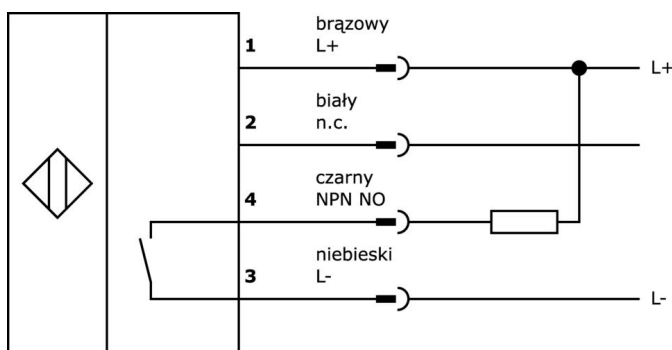 brązowy
1 L+ L+
biały
2 n.c.
czarny
4 NPN NO
niebieski
3 L- L-